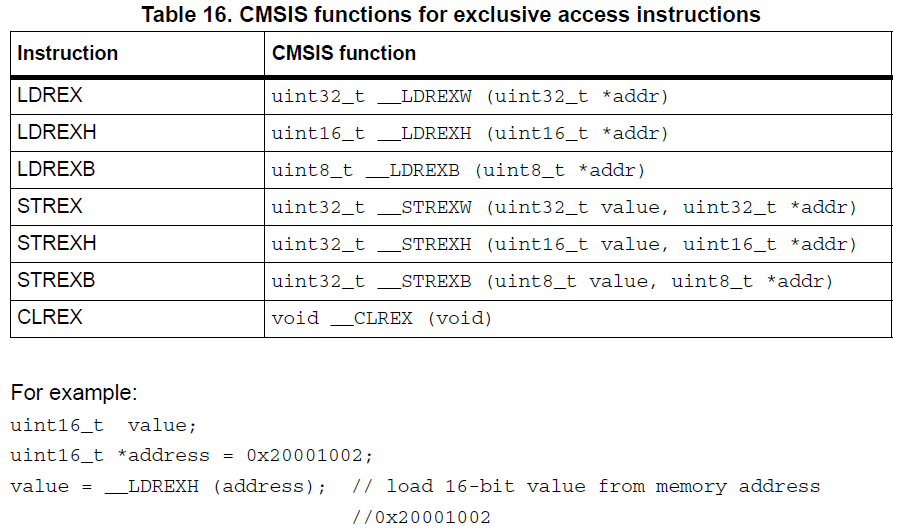 Table 16. CMSIS functions for exclusive access instructions
Instruction CMSIS function
LDREX uint32_t __LDREXW (uint32_t *addr)
LDREXH uint16_t __LDREXH (uint16_t *addr)
LDREXB uint8_t __LDREXB (uint8_t *addr)
STREX uint32_t __STREXW (uint32_t value, uint32_t *addr)
STREXH uint32_t __STREXH (uint16_t value, uint16_t *addr)
STREXB uint32_t __STREXB (uint8_t value, uint8_t *addr)
CLREX void __CLREX (void)
For example:
uint16_t  value;
uint16_t *address = 0x20001002;
value = __LDREXH (address);  // load 16-bit value from memory address
//0x20001002